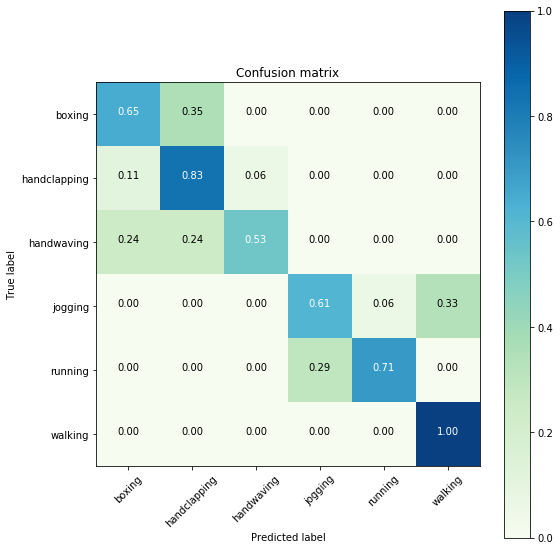 Confusion matrix
1.0
boxing 0.65 0.35 0.00 0.00 0.00 0.00
handclapping 0.11 0.83 0.06 0.00 0.00 0.00
0.8
handwaving 0.24 0.24 0.53 0.00 0.00 0.00
0.6
True label
jogging 0.00 0.00 0.00 0.61 0.06 0.33
0.4
running 0.00 0.00 0.00 0.29 0.71 0.00
walking 0.00 0.00 0.00 0.00 0.00 1.00
0.2
boxing handclapping handwaving jogging running walking
Predicted label
0.0